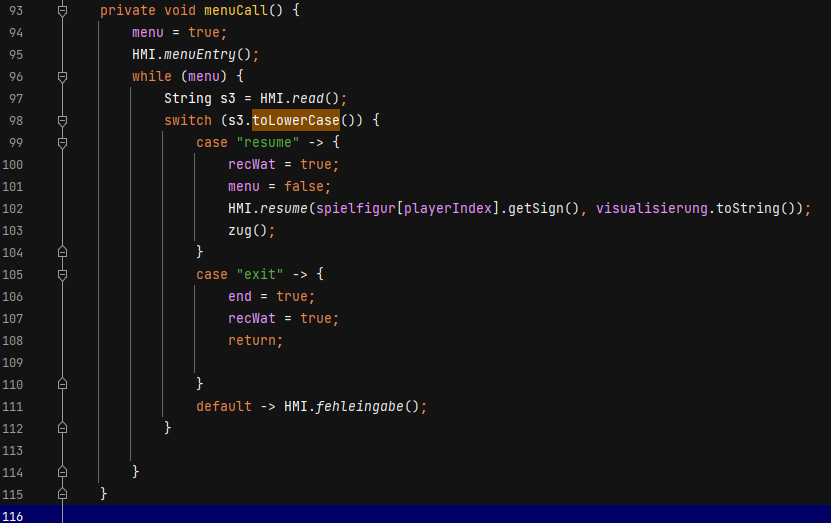 93 private void menuCall() {
94 menu = true;
95 HMI.menuEntry();
96 while (menu) {
97 String s3 = HMI.read();
98 switch (s3.toLowerCase()) {
99 case "resume" -> {
100 recWat = true;
101 menu = false;
102 HMI.resume(spielfigur[playerIndex].getSign(), visualisierung.toString());
103 zug();
104 }
105 case "exit" -> {
106 end = true;
107 recWat = true;
108 return;
109
110 }
111 default -> HMI.fehleingabe();
112 }
113
114 }
115 }
116